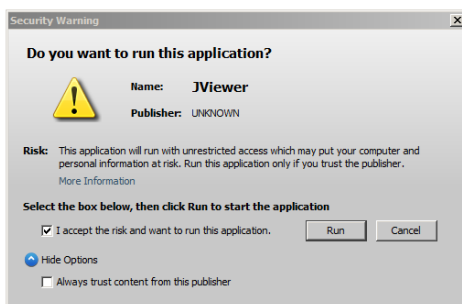 Security Warning
Do you want to run this application?
Name: JViewer
Publisher: UNKNOWN
Risk: This application will run with unrestricted access which may put your computer and
personal information at risk. Run this application only if you trust the publisher.
More Information
Select the box below, then click Run to start the application
I accept the risk and want to run this application. Run Cancel
Hide Options
Always trust content from this publisher